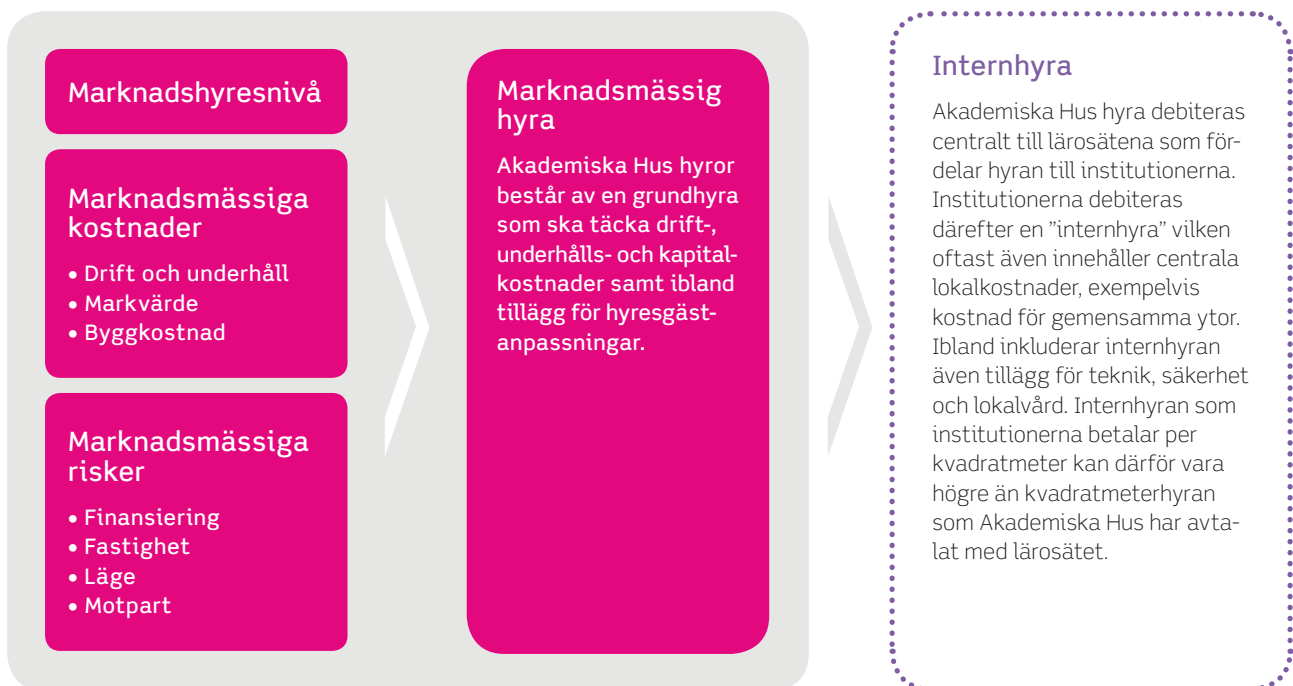 Marknadshyresnivå
Marknadsmässiga
kostnader
• Drift och underhåll
• Markvärde
• Byggkostnad
Marknadsmässiga
risker
• Finansiering
• Fastighet
• Läge
• Motpart
Marknadsmässig
hyra
Akademiska Hus hyror
består av en grundhyra
som ska täcka drift-,
underhålls- och kapital-
kostnader samt ibland
tillägg för hyresgäst-
anpassningar.
Internhyra
Akademiska Hus hyra debiteras
centralt till lärosätena som för-
delar hyran till institutionerna.
Institutionerna debiteras
därefter en ”internhyra” vilken
oftast även innehåller centrala
lokalkostnader, exempelvis
kostnad för gemensamma ytor.
Ibland inkluderar internhyran
även tillägg för teknik, säkerhet
och lokalvård. Internhyran som
institutionerna betalar per
kvadratmeter kan därför vara
högre än kvadratmeterhyran
som Akademiska Hus har avta-
lat med lärosätet.